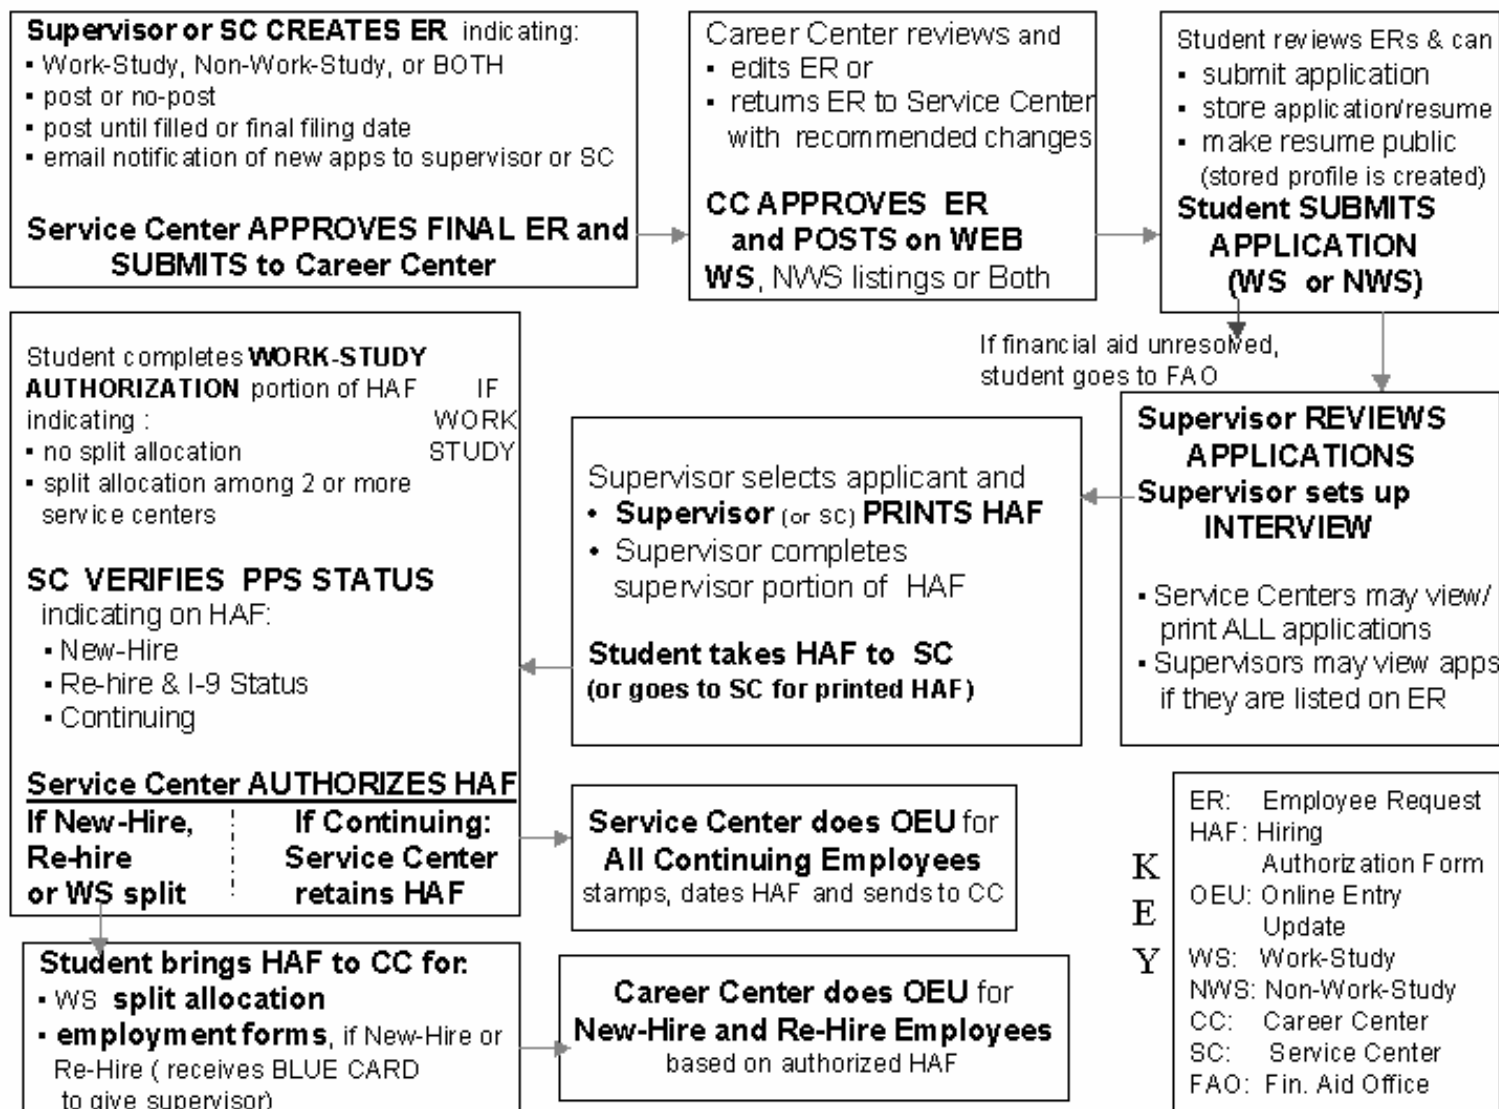 Supervisor or SC CREATES ER indicating:
▪ Work-Study, Non-Work-Study, or BOTH
▪ post or no-post
▪ post until filled or final filing date
▪ email notification of new apps to supervisor or SC
Service Center APPROVES FINAL ER and
SUBMITS to Career Center
Career Center reviews and
▪ edits ER or
▪ returns ER to Service Center
with recommended changes
CC APPROVES ER
and POSTS on WEB
WS, NWS listings or Both
Student reviews ERs & can
▪ submit application
▪ store application/resume
▪ make resume public
(stored profile is created)
Student SUBMITS
APPLICATION
(WS or NWS)
If financial aid unresolved,
student goes to FAO
Supervisor REVIEWS
APPLICATIONS
Supervisor sets up
INTERVIEW
▪ Service Centers may view/
print ALL applications
▪ Supervisors may view apps
if they are listed on ER
Supervisor selects applicant and
• Supervisor (or SC) PRINTS HAF
• Supervisor completes
supervisor portion of HAF
Student takes HAF to SC
(or goes to SC for printed HAF)
Student completes WORK-STUDY
AUTHORIZATION portion of HAF IF
indicating : WORK
▪ no split allocation STUDY
▪ split allocation among 2 or more
service centers
SC VERIFIES PPS STATUS
indicating on HAF:
▪ New-Hire
▪ Re-hire & I-9 Status
▪ Continuing
Service Center AUTHORIZES HAF
If New-Hire,
Re-hire
or WS split
If Continuing:
Service Center
retains HAF
Service Center does OEU for
All Continuing Employees
stamps, dates HAF and sends to CC
Student brings HAF to CC for:
▪ WS split allocation
▪ employment forms, if New-Hire or
Re-Hire ( receives BLUE CARD
to give supervisor)
Career Center does OEU for
New-Hire and Re-Hire Employees
based on authorized HAF
K
E
Y
ER: Employee Request
HAF: Hiring
Authorization Form
OEU: Online Entry
Update
WS: Work-Study
NWS: Non-Work-Study
CC: Career Center
SC: Service Center
FAO: Fin. Aid Office